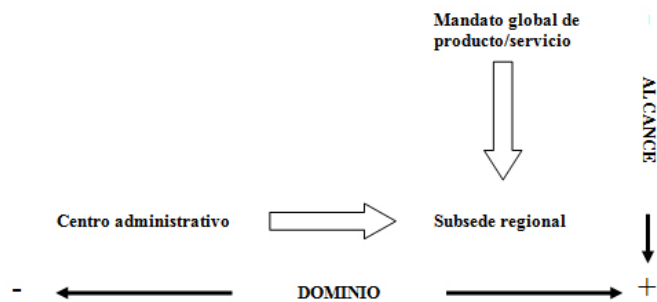 Mandato global de
producto/servicio
ALCANCE
Centro administrativo
Subsede regional
- DOMINIO +